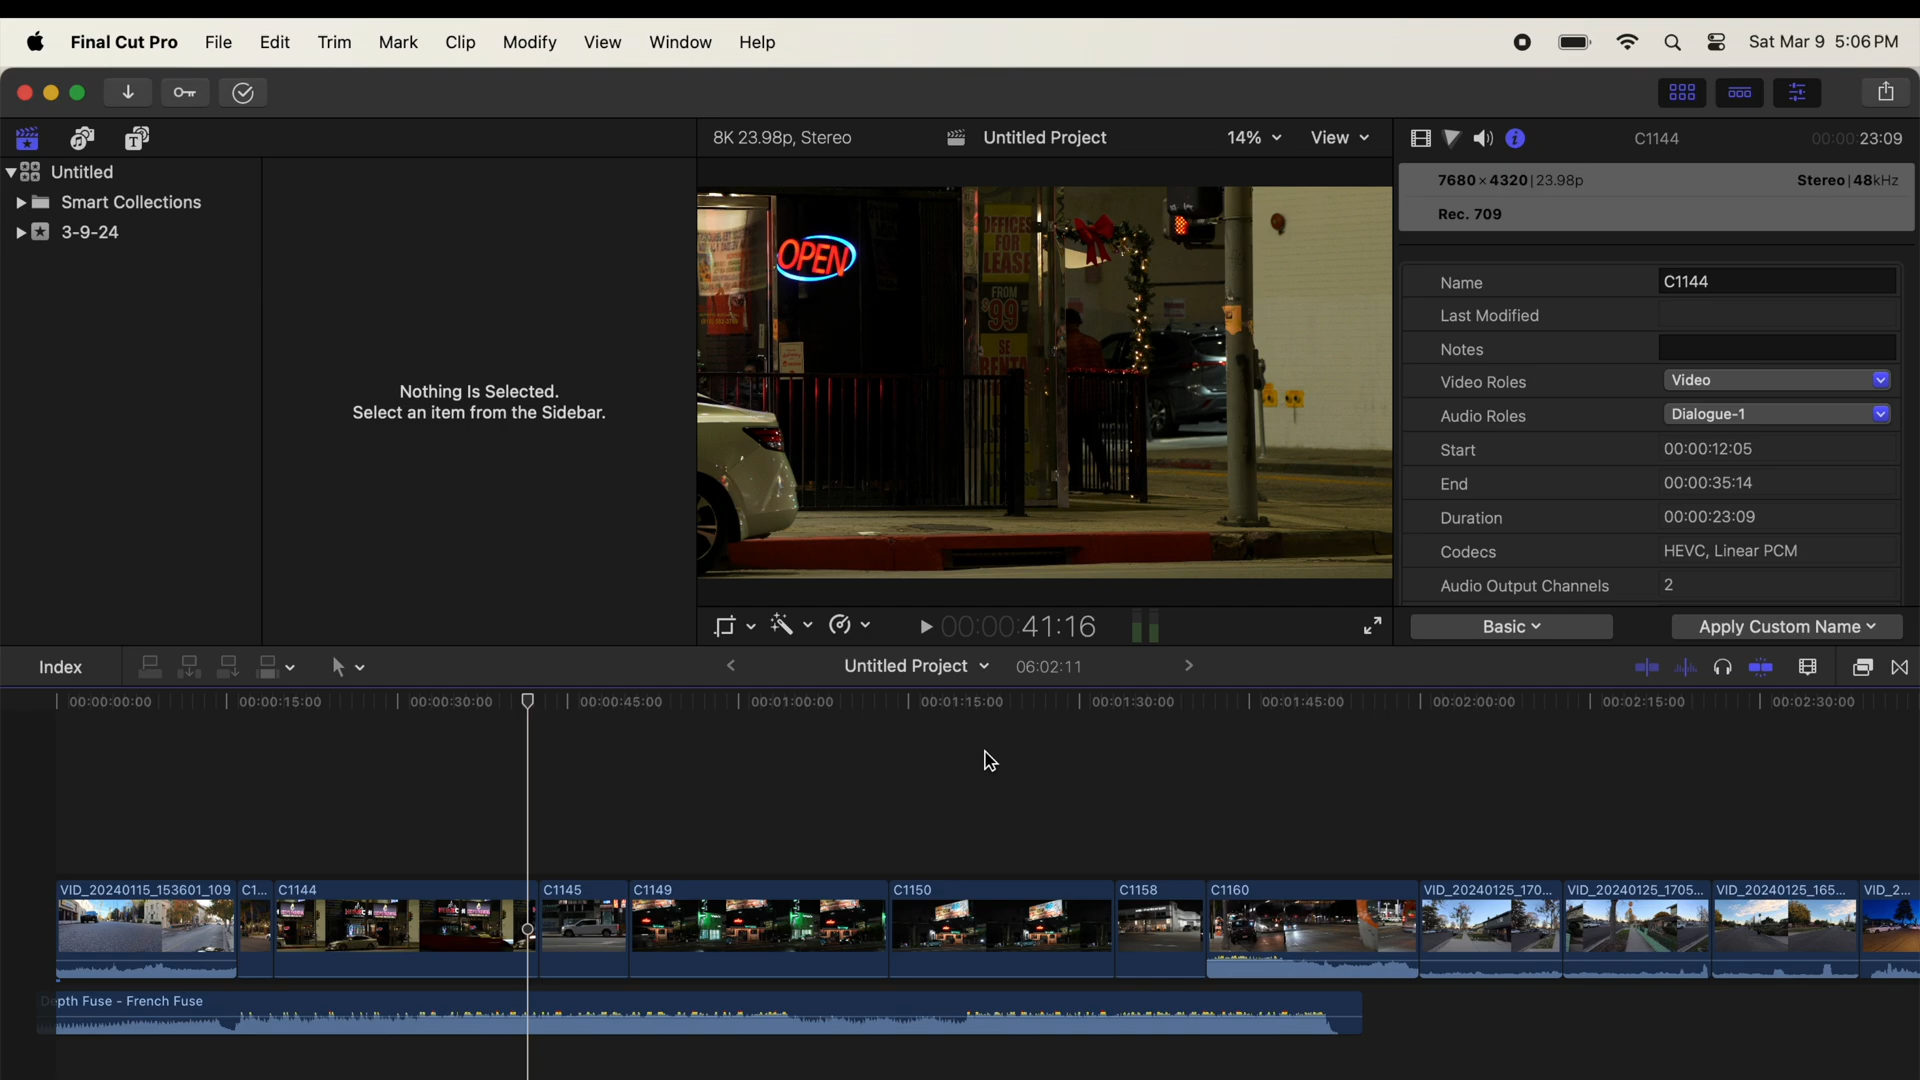 Final Cut Pro File Edit Trim Mark Clip Modify View Window Help Sat Mar 9 5:06 PM
8K 23.98p, Stereo Untitled Project 14% View C1144 00:00:23:09
Untitled
Smart Collections
3-9-24
Nothing Is Selected.
Select an item from the Sidebar.
OPEN
OFFICES
FOR
LEASE
FROM
$99
SE
RENTA
7680 × 4320 | 23.98p Stereo | 48kHz
Rec. 709
Name C1144
Last Modified
Notes
Video Roles Video
Audio Roles Dialogue-1
Start 00:00:12:05
End 00:00:35:14
Duration 00:00:23:09
Codecs HEVC, Linear PCM
Audio Output Channels 2
00:00:41:16 Basic Apply Custom Name
Index Untitled Project 06:02:11
00:00:00:00 00:00:15:00 00:00:30:00 00:00:45:00 00:01:00:00 00:01:15:00 00:01:30:00 00:01:45:00 00:02:00:00 00:02:15:00 00:02:30:00
VID_20240115_153601_109 C1... C1144 C1145 C1149 C1150 C1158 C1160 VID_20240125_170... VID_20240125_1705... VID_20240125_165... VID_2...
Depth Fuse - French Fuse